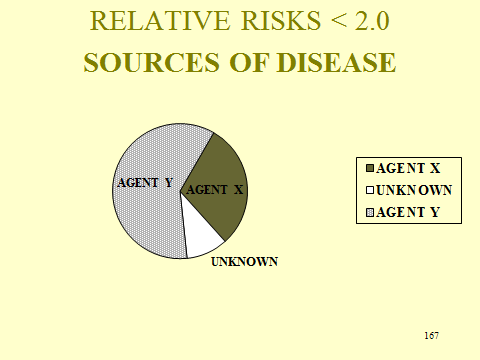 RELATIVE RISKS < 2.0
SOURCES OF DISEASE
AGENT Y
AGENT X
UNKNOWN
AGENT X
UNKNOWN
AGENT Y
167